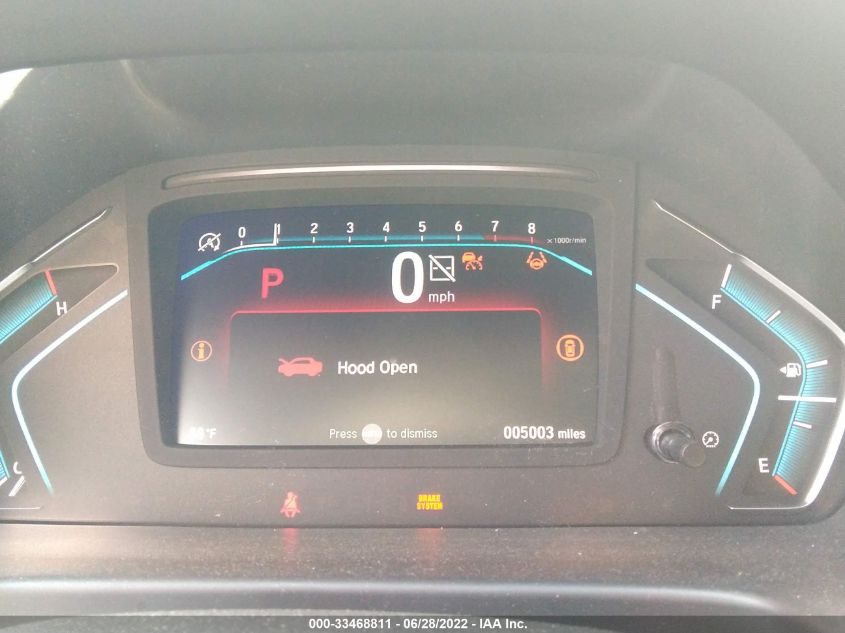 0 1 2 3 4 5 6 7 8 x1000r/min
P 0 mph
H F
i
Hood Open
Press to dismiss
°F 005003 miles
C E
BRAKE
SYSTEM
000-33468811 - 06/28/2022 - IAA Inc.